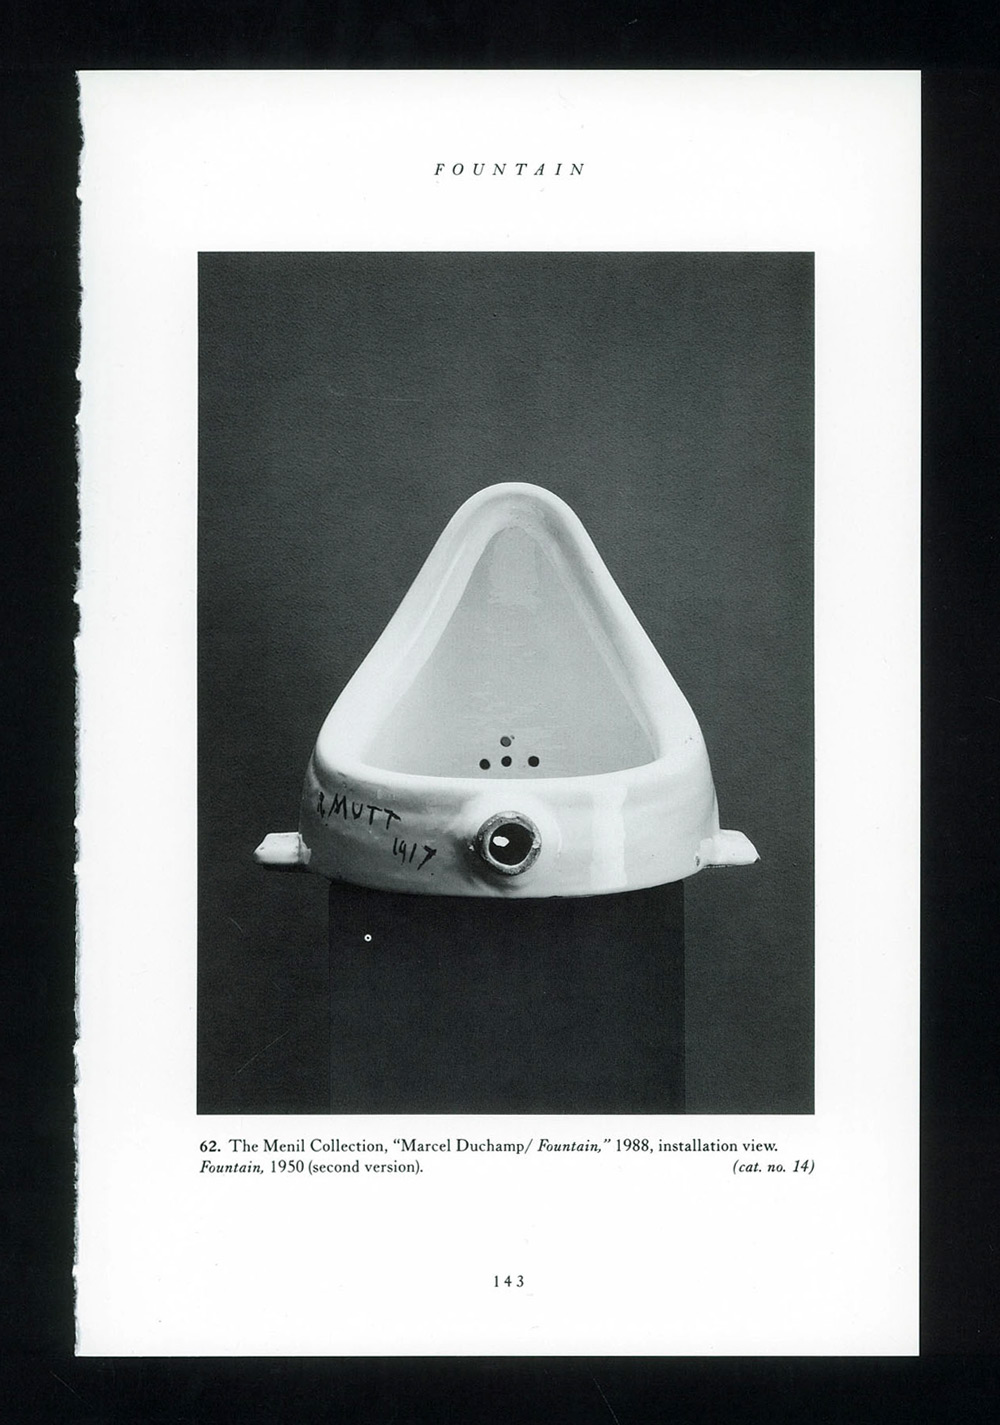 FOUNTAIN
R. MUTT
1917
62. The Menil Collection, “Marcel Duchamp/ Fountain,” 1988, installation view.
Fountain, 1950 (second version). (cat. no. 14)
143